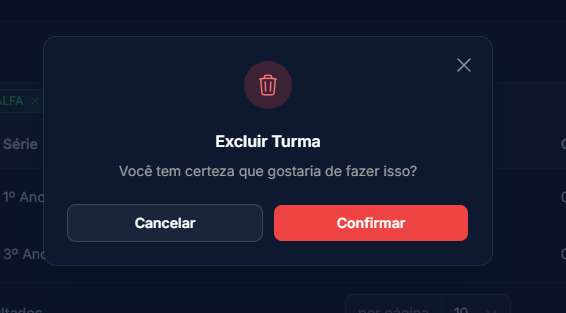 ALFA ×
Série
Excluir Turma
Você tem certeza que gostaria de fazer isso?
1º Ano
Cancelar
Confirmar
3º Ano
por página
10